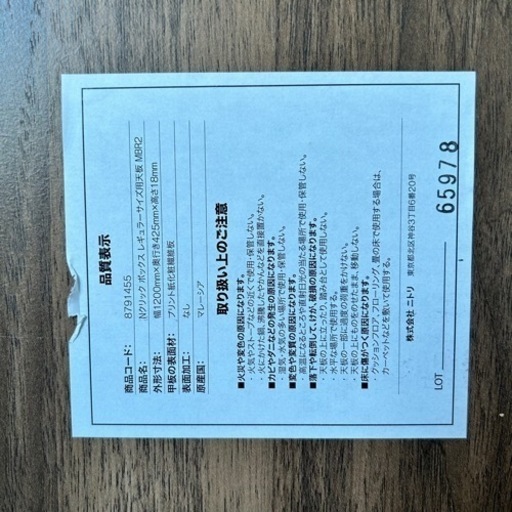 品質表示
商品コード: 8791455
商品名: Nクリック ボックス レギュラーサイズ用天板 MBR2
外形寸法: 幅1200mm×奥行き425mm×高さ18mm
甲板の表面材: プリント紙化粧繊維板
表面加工: なし
原産国: マレーシア
取り扱い上のご注意
■火災や変色の原因になります。
・火気やストーブなどの近くで使用・保管しない。
・火にかけた鍋、沸騰したやかんなどを直接置かない。
■カビやダニなどの発生の原因になります。
・湿気・水気の多い場所で使用・保管しない。
■変色や変質の原因になります。
・高温になるところや直射日光の当たる場所で使用・保管しない。
■落下や転倒して、けが、破損の原因になります。
・天板の上に立ったり、踏み台として使用しない。
・水平な場所で使用する。
・天板の一部に過度の荷重をかけない。
・天板の上にものをのせたまま、移動しない。
■床に傷がつく原因になります。
・クッションフロア、フローリング、畳の床で使用する場合は、
カーペットなどを敷いて使用する。
株式会社 ニトリ 東京都北区神谷3丁目6番20号
LOT 65978